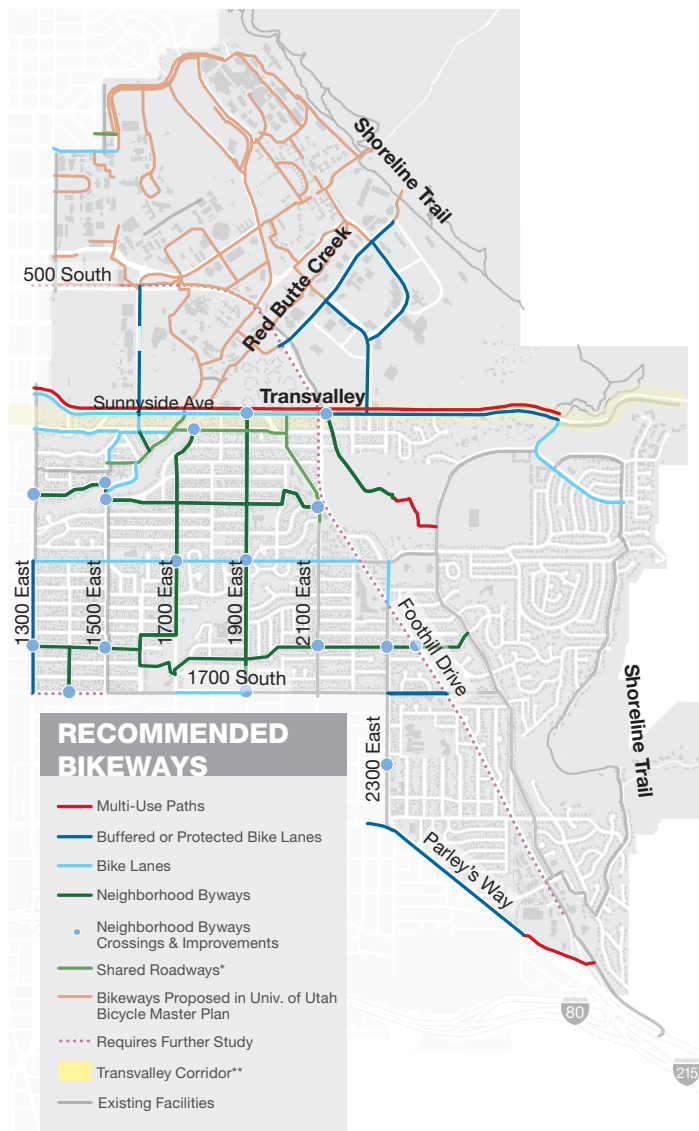 Shoreline Trail
500 South
Red Butte Creek
Sunnyside Ave
Transvalley
1300 East
1500 East
1700 East
1900 East
2100 East
Foothill Drive
1700 South
Shoreline Trail
2300 East
Parley's Way
80
215
RECOMMENDED
BIKEWAYS
Multi-Use Paths
Buffered or Protected Bike Lanes
Bike Lanes
Neighborhood Byways
Neighborhood Byways
Crossings & Improvements
Shared Roadways*
Bikeways Proposed in Univ. of Utah
Bicycle Master Plan
Requires Further Study
Transvalley Corridor**
Existing Facilities